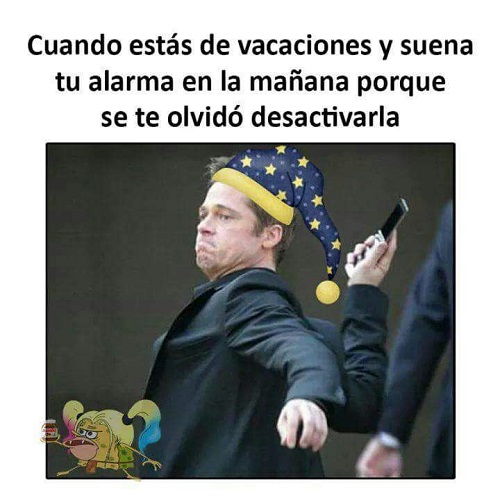 Cuando estás de vacaciones y suena
tu alarma en la mañana porque
se te olvidó desactivarla